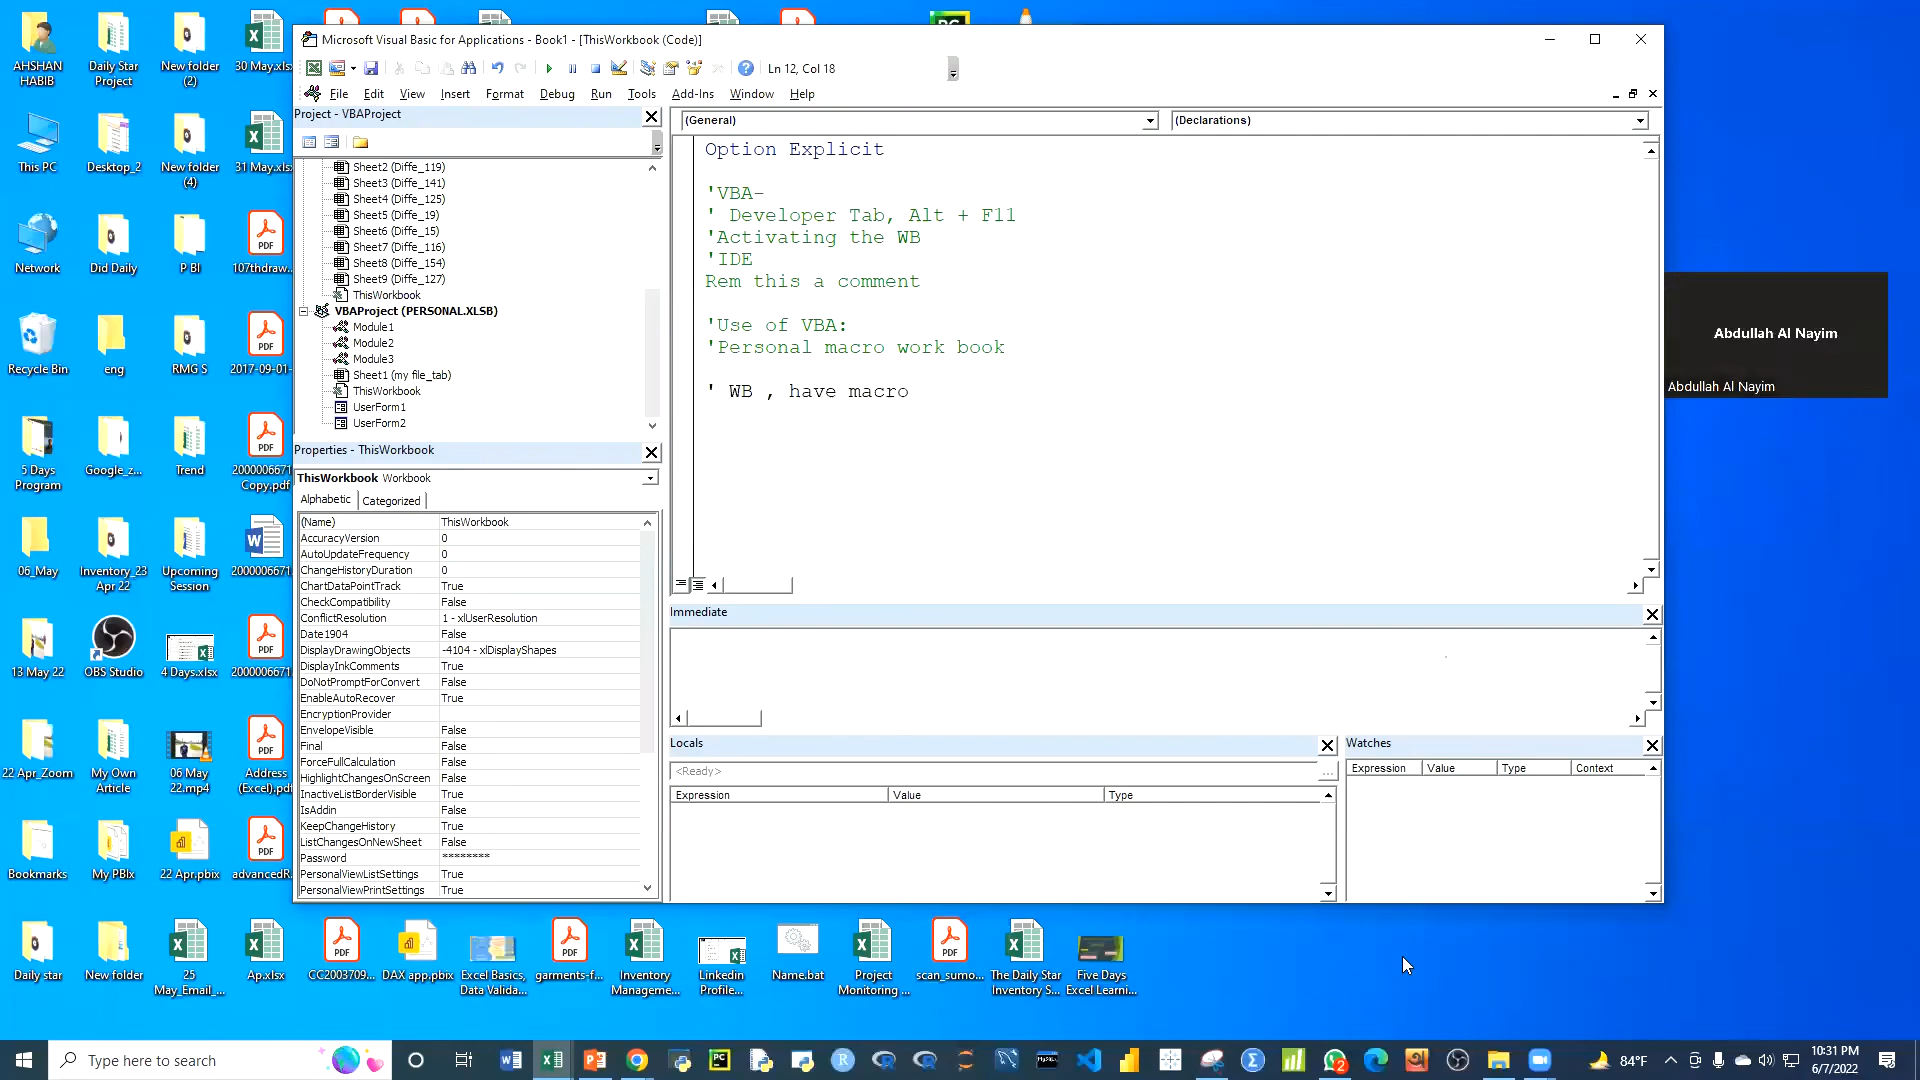 AHSHAN HABIB
Daily Star Project
New folder (2)
30 May.xlsx
This PC
Desktop_2
New folder (4)
31 May.xlsx
Network
Did Daily
P BI
107thdraw...
Recycle Bin
eng
RMG S
2017-09-01-
5 Days Program
Google_z...
Trend
2000006671
Copy.pdf
06_May
Inventory_23 Apr 22
Upcoming Session
2000006671
13 May 22
OBS Studio
4 Days.xlsx
2000006671
22 Apr_Zoom
My Own Article
06 May 22.mp4
Address (Excel).pdf
Bookmarks
My PBIx
22 Apr.pbix
advancedR
Daily star
New folder
25 May_Email_...
Ap.xlsx
CC2003709...
DAX app.pbix
Excel Basics, Data Valida...
garments-f...
Inventory Manageme...
Linkedin Profile...
Name.bat
Project Monitoring ...
scan_sumo...
The Daily Star Inventory S...
Five Days Excel Learni...
Microsoft Visual Basic for Applications - Book1 - [ThisWorkbook (Code)]
Ln 12, Col 18
File Edit View Insert Format Debug Run Tools Add-Ins Window Help
Project - VBAProject
Sheet2 (Diffe_119)
Sheet3 (Diffe_141)
Sheet4 (Diffe_125)
Sheet5 (Diffe_19)
Sheet6 (Diffe_15)
Sheet7 (Diffe_116)
Sheet8 (Diffe_154)
Sheet9 (Diffe_127)
ThisWorkbook
VBAProject (PERSONAL.XLSB)
Module1
Module2
Module3
Sheet1 (my file_tab)
ThisWorkbook
UserForm1
UserForm2
Properties - ThisWorkbook
ThisWorkbook Workbook
Alphabetic Categorized
(Name) ThisWorkbook
AccuracyVersion 0
AutoUpdateFrequency 0
ChangeHistoryDuration 0
ChartDataPointTrack True
CheckCompatibility False
ConflictResolution 1 - xlUserResolution
Date1904 False
DisplayDrawingObjects -4104 - xlDisplayShapes
DisplayInkComments True
DoNotPromptForConvert False
EnableAutoRecover True
EncryptionProvider
EnvelopeVisible False
Final False
ForceFullCalculation False
HighlightChangesOnScreen False
InactiveListBorderVisible True
IsAddin False
KeepChangeHistory True
ListChangesOnNewSheet False
Password ********
PersonalViewListSettings True
PersonalViewPrintSettings True
(General)
(Declarations)
Option Explicit
'VBA-
' Developer Tab, Alt + F11
'Activating the WB
'IDE
Rem this a comment
'Use of VBA:
'Personal macro work book
' WB , have macro
Immediate
Locals
<Ready>
Expression Value Type
Watches
Expression Value Type Context
Abdullah Al Nayim
Abdullah Al Nayim
Type here to search
84°F
10:31 PM
6/7/2022